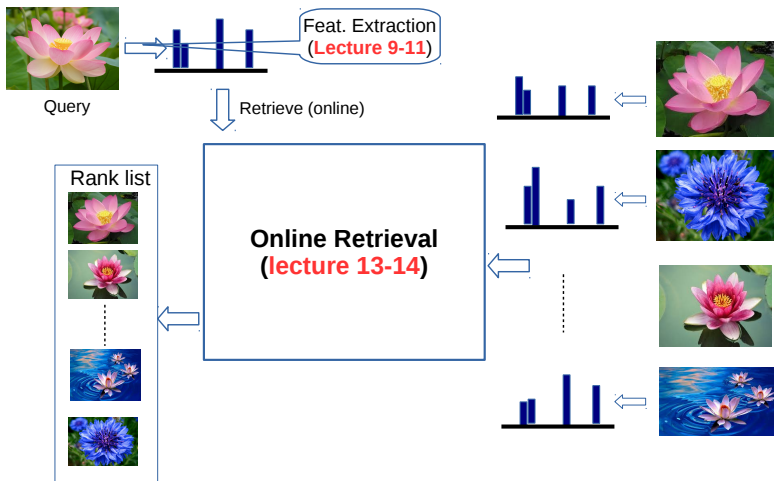 Feat. Extraction
(Lecture 9-11)
Query
Retrieve (online)
Rank list
Online Retrieval
(lecture 13-14)